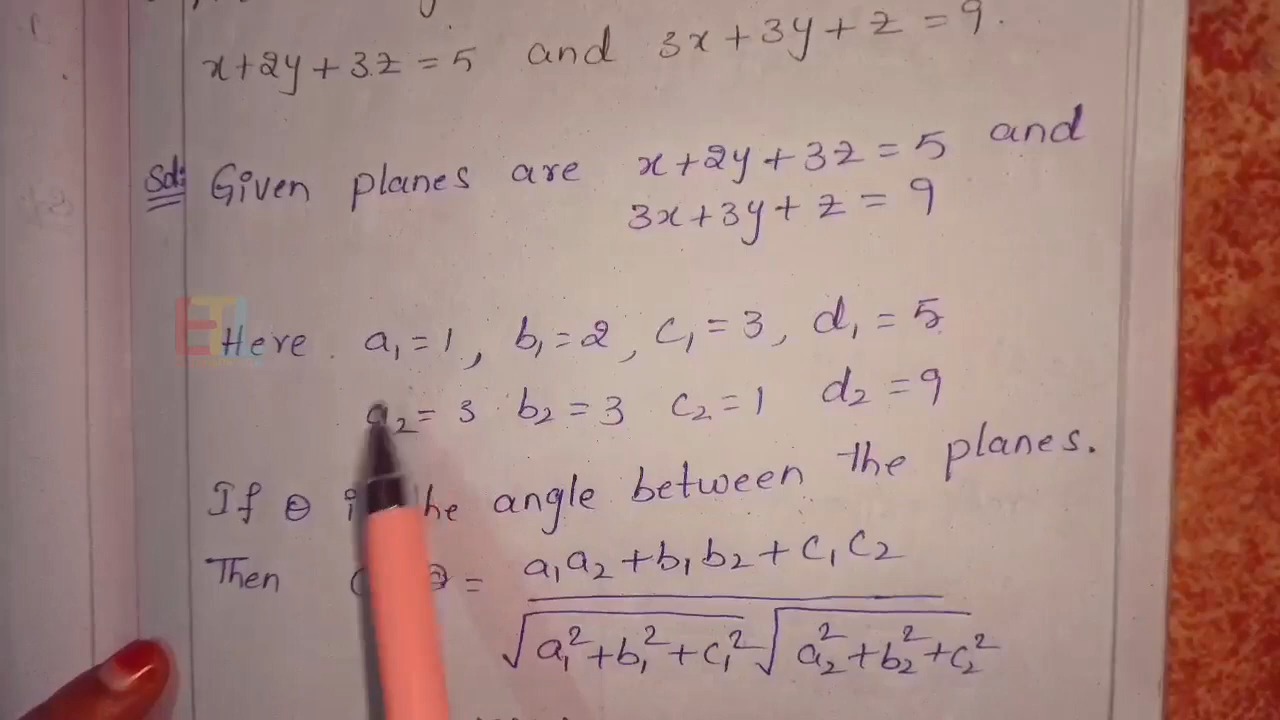 x+2y+3z=5 and 3x+3y+z=9.
Sol: Given planes are x+2y+3z=5 and
3x+3y+z=9
Here a₁=1, b₁=2, c₁=3, d₁=5
a₂=3 b₂=3 c₂=1 d₂=9
If θ the angle between the planes.
Then θ = a₁a₂+b₁b₂+c₁c₂
√a₁²+b₁²+c₁² √a₂²+b₂²+c₂²